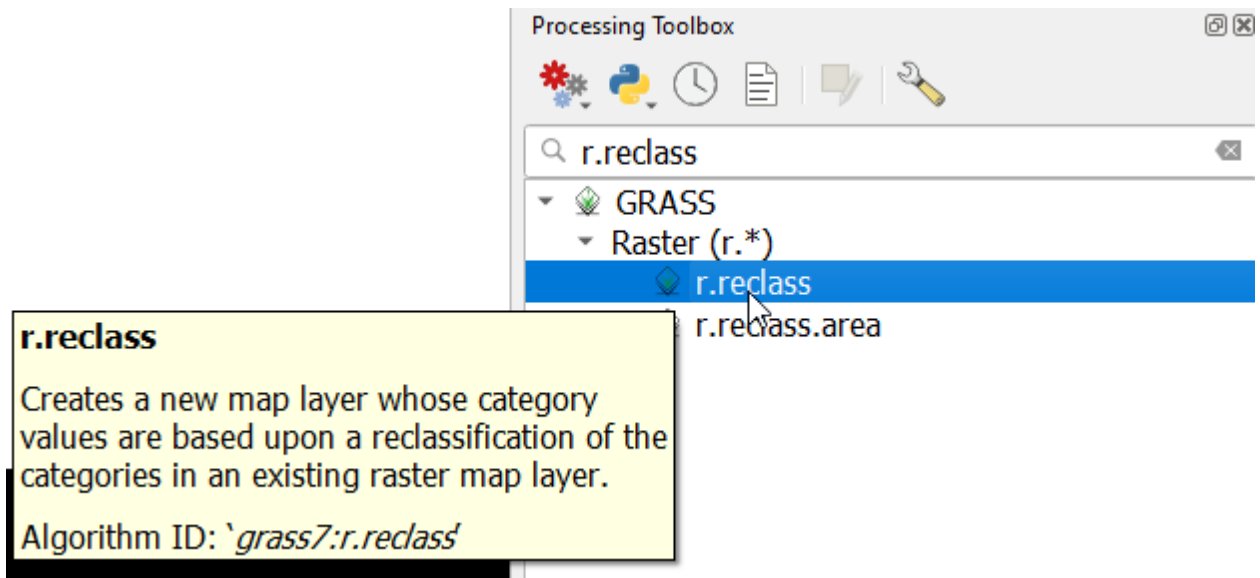 Processing Toolbox
r.reclass
GRASS
Raster (r.*)
r.reclass
r.reclass.area
r.reclass
Creates a new map layer whose category
values are based upon a reclassification of the
categories in an existing raster map layer.
Algorithm ID: `grass7:r.reclass'